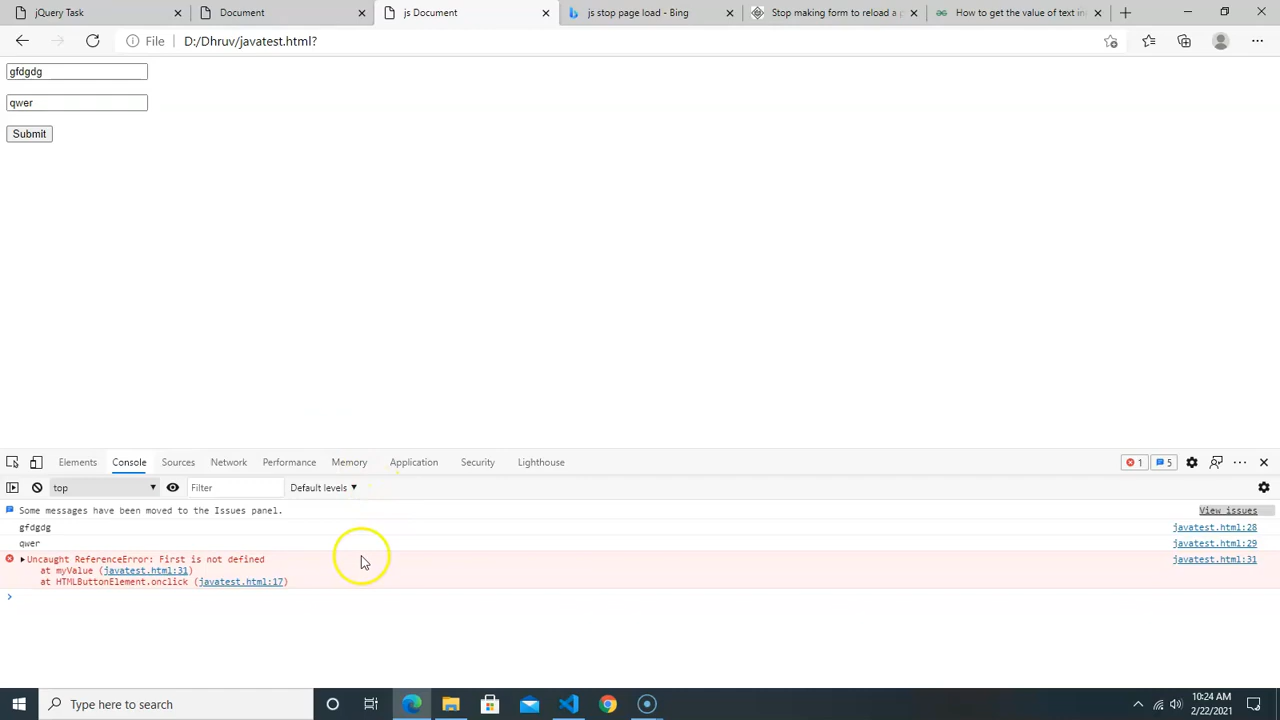 jQuery Task
Document
js Document
js stop page load - Bing
Stop making form to reload a p
How to get the value of text in
File
D:/Dhruv/javatest.html?
gfdgdg
qwer
Submit
Elements
Console
Sources
Network
Performance
Memory
Application
Security
Lighthouse
1
5
top
Filter
Default levels
Some messages have been moved to the Issues panel.
View issues
gfdgdg
javatest.html:28
qwer
javatest.html:29
Uncaught ReferenceError: First is not defined
javatest.html:31
at myValue (javatest.html:31)
at HTMLButtonElement.onclick (javatest.html:17)
Type here to search
10:24 AM
2/22/2021